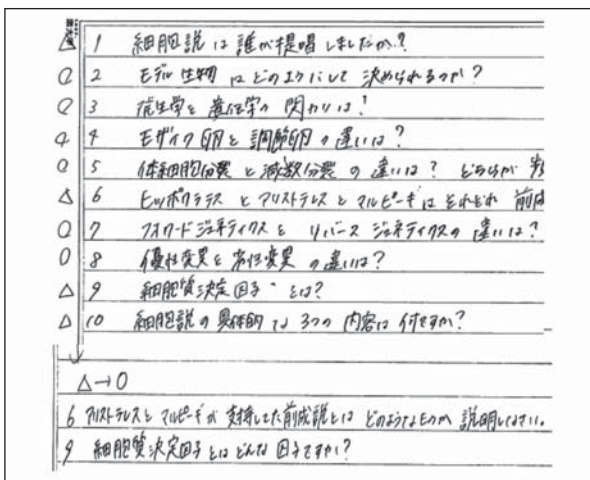 △ 1 細胞説は誰が提唱しましたか?
○ 2 モデル生物はどのようにして決められるのか?
○ 3 発生学と遺伝学の関わりは?
○ 4 モザイク卵と調節卵の違いは?
○ 5 体細胞分裂と減数分裂の違いは? どちらが
△ 6 ヒッポクラテスとアリストテレスとマルピーギはそれぞれ 前成
○ 7 フォワードジェネティクスと リバースジェネティクスの違いは?
○ 8 優性変異と劣性変異の違いは?
△ 9 細胞質決定因子とは?
△ 10 細胞説の具体的な3つの内容は何ですか?
△→○
6 アリストテレスとマルピーギが支持してた前成説とはどのようなものか説明しなさい。
9 細胞質決定因子とはどんな因子ですか?